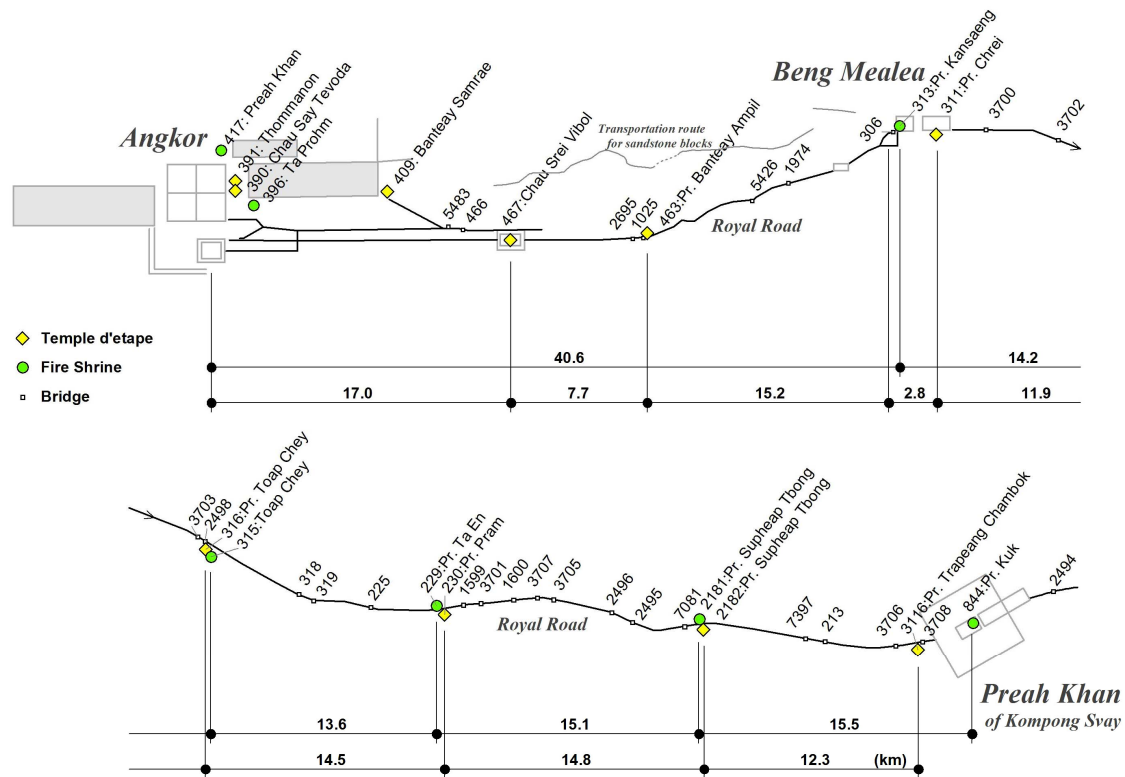 Angkor
417: Preah Khan
391: Thommanon
390: Chau Say Tevoda
396: Ta Prohm
409: Banteay Samrae
5483
466
467:Chau Srei Vibol
Transportation route
for sandstone blocks
2695
1025
463:Pr. Banteay Ampil
Royal Road
5426
1974
Beng Mealea
306
313:Pr. Kansaeng
311:Pr. Chrei
3700
3702
Temple d'etape
Fire Shrine
Bridge
40.6
14.2
17.0
7.7
15.2
2.8
11.9
3703
2498
316:Pr. Toap Chey
315:Toap Chey
318
319
225
229:Pr. Ta En
230:Pr. Pram
1599
3701
1600
3707
3705
Royal Road
2496
2495
7081
2181:Pr. Supheap Tbong
2182:Pr. Supheap Tbong
7397
213
3706
3116:Pr. Trapeang Chambok
3708
844:Pr. Kuk
2494
Preah Khan
of Kompong Svay
13.6
15.1
15.5
14.5
14.8
12.3
(km)